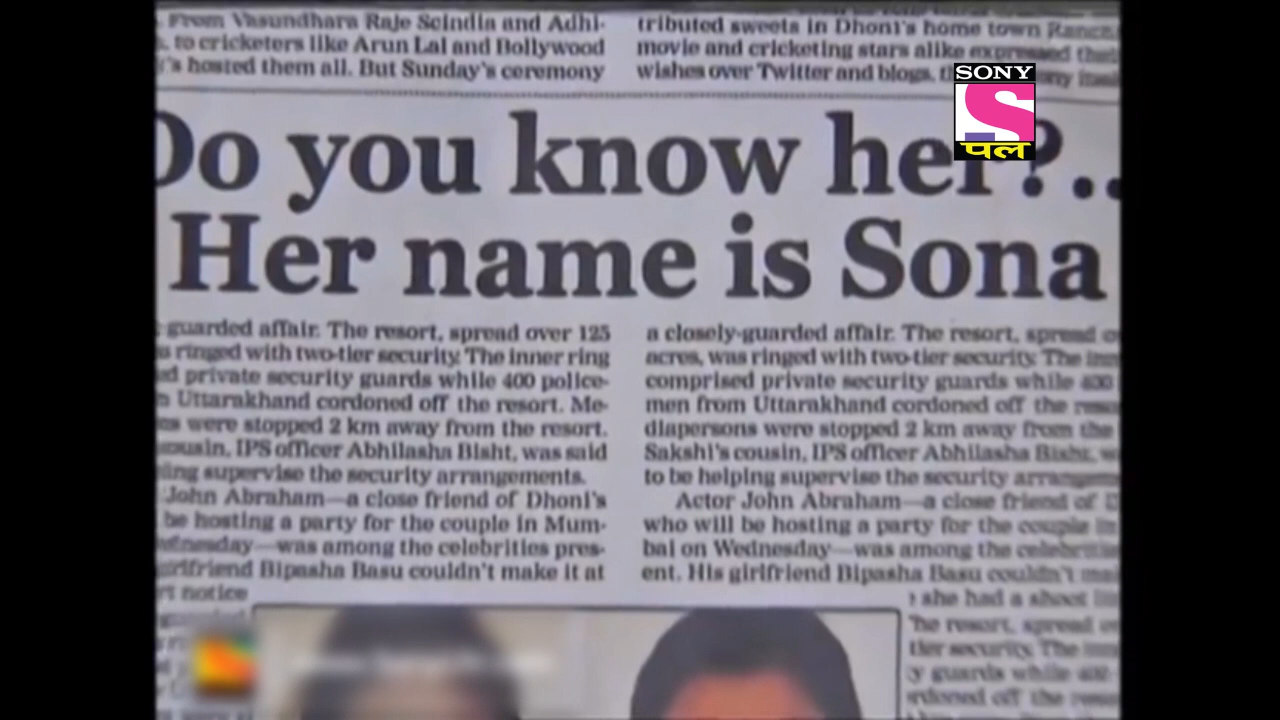 From Vasundhara Raje Scindia and Adhi-
to cricketers like Arun Lal and Bollywood
's hosted them all. But Sunday's ceremony
tributed sweets in Dhoni's home town
movie and cricketing stars alike expressed
wishes over Twitter and blogs,
SONY
S
पल
Do you know her?..
Her name is Sona
guarded affair. The resort, spread over 125
ringed with two-tier security. The inner ring
private security guards while 400 police-
Uttarakhand cordoned off the resort. Me-
were stopped 2 km away from the resort.
cousin, IPS officer Abhilasha Bisht, was said
supervise the security arrangements.
John Abraham—a close friend of Dhoni's
be hosting a party for the couple in Mum-
—was among the celebrities pres-
girlfriend Bipasha Basu couldn't make it at
notice
a closely-guarded affair. The resort, spread
acres, was ringed with two-tier security. The
comprised private security guards while 400
men from Uttarakhand cordoned off the
diapersons were stopped 2 km away from the
Sakshi's cousin, IPS officer Abhilasha Bisht,
to be helping supervise the security
Actor John Abraham—a close friend of
who will be hosting a party for the couple in
bai on Wednesday—was among the
ent. His girlfriend Bipasha Basu couldn't
she had a shoot
The resort, spread
tier security. The
guards while 400
off the